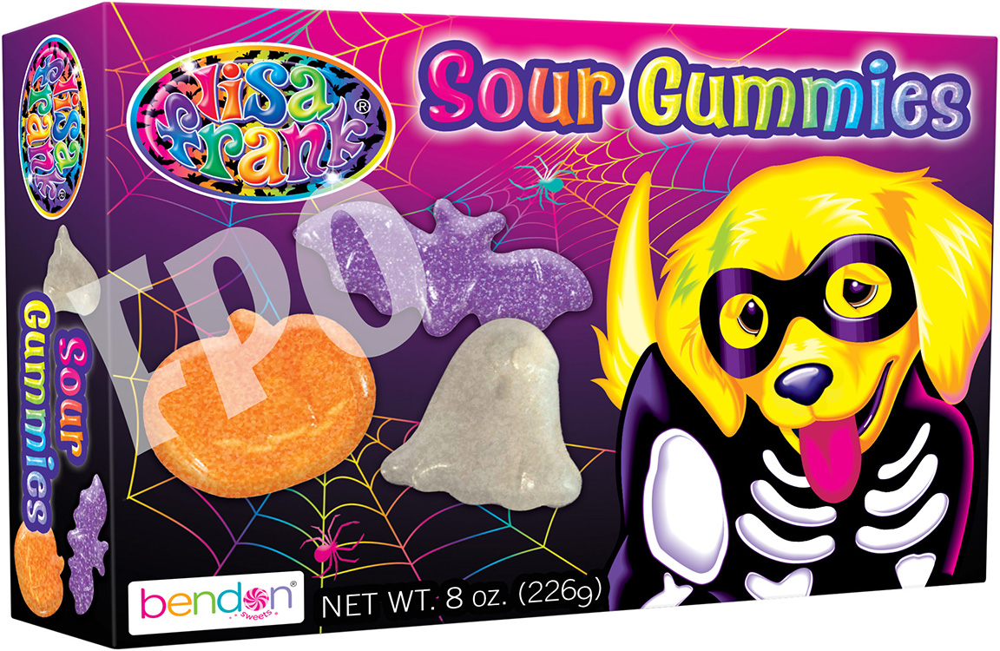 lisa
frank®
Sour Gummies
FPO
bendon®
sweets
NET WT. 8 oz. (226g)
lisa
frank®
Sour
Gummies